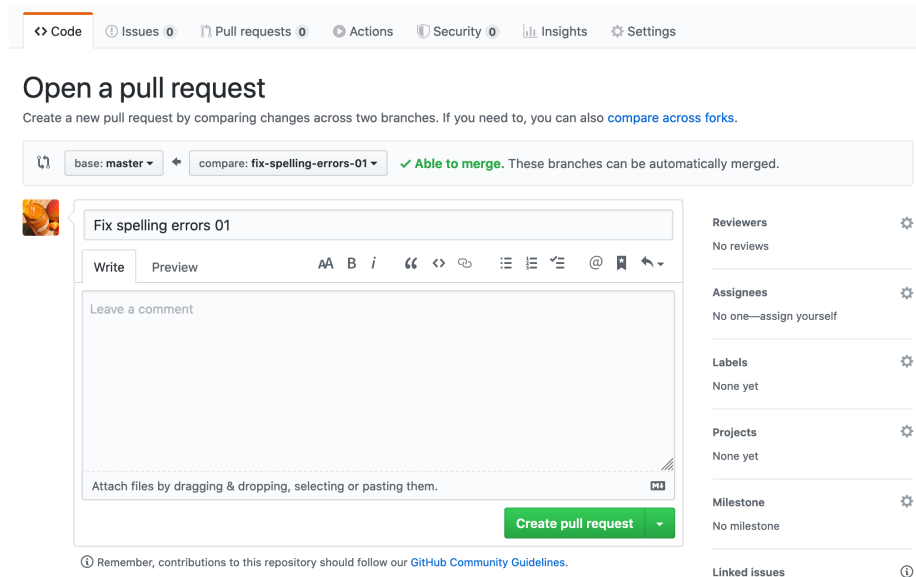 Code Issues 0 Pull requests 0 Actions Security 0 Insights Settings
Open a pull request
Create a new pull request by comparing changes across two branches. If you need to, you can also compare across forks.
base: master compare: fix-spelling-errors-01 Able to merge. These branches can be automatically merged.
Fix spelling errors 01
Write Preview AA B i
Leave a comment
Attach files by dragging & dropping, selecting or pasting them.
Create pull request
Remember, contributions to this repository should follow our GitHub Community Guidelines.
Reviewers
No reviews
Assignees
No one—assign yourself
Labels
None yet
Projects
None yet
Milestone
No milestone
Linked issues